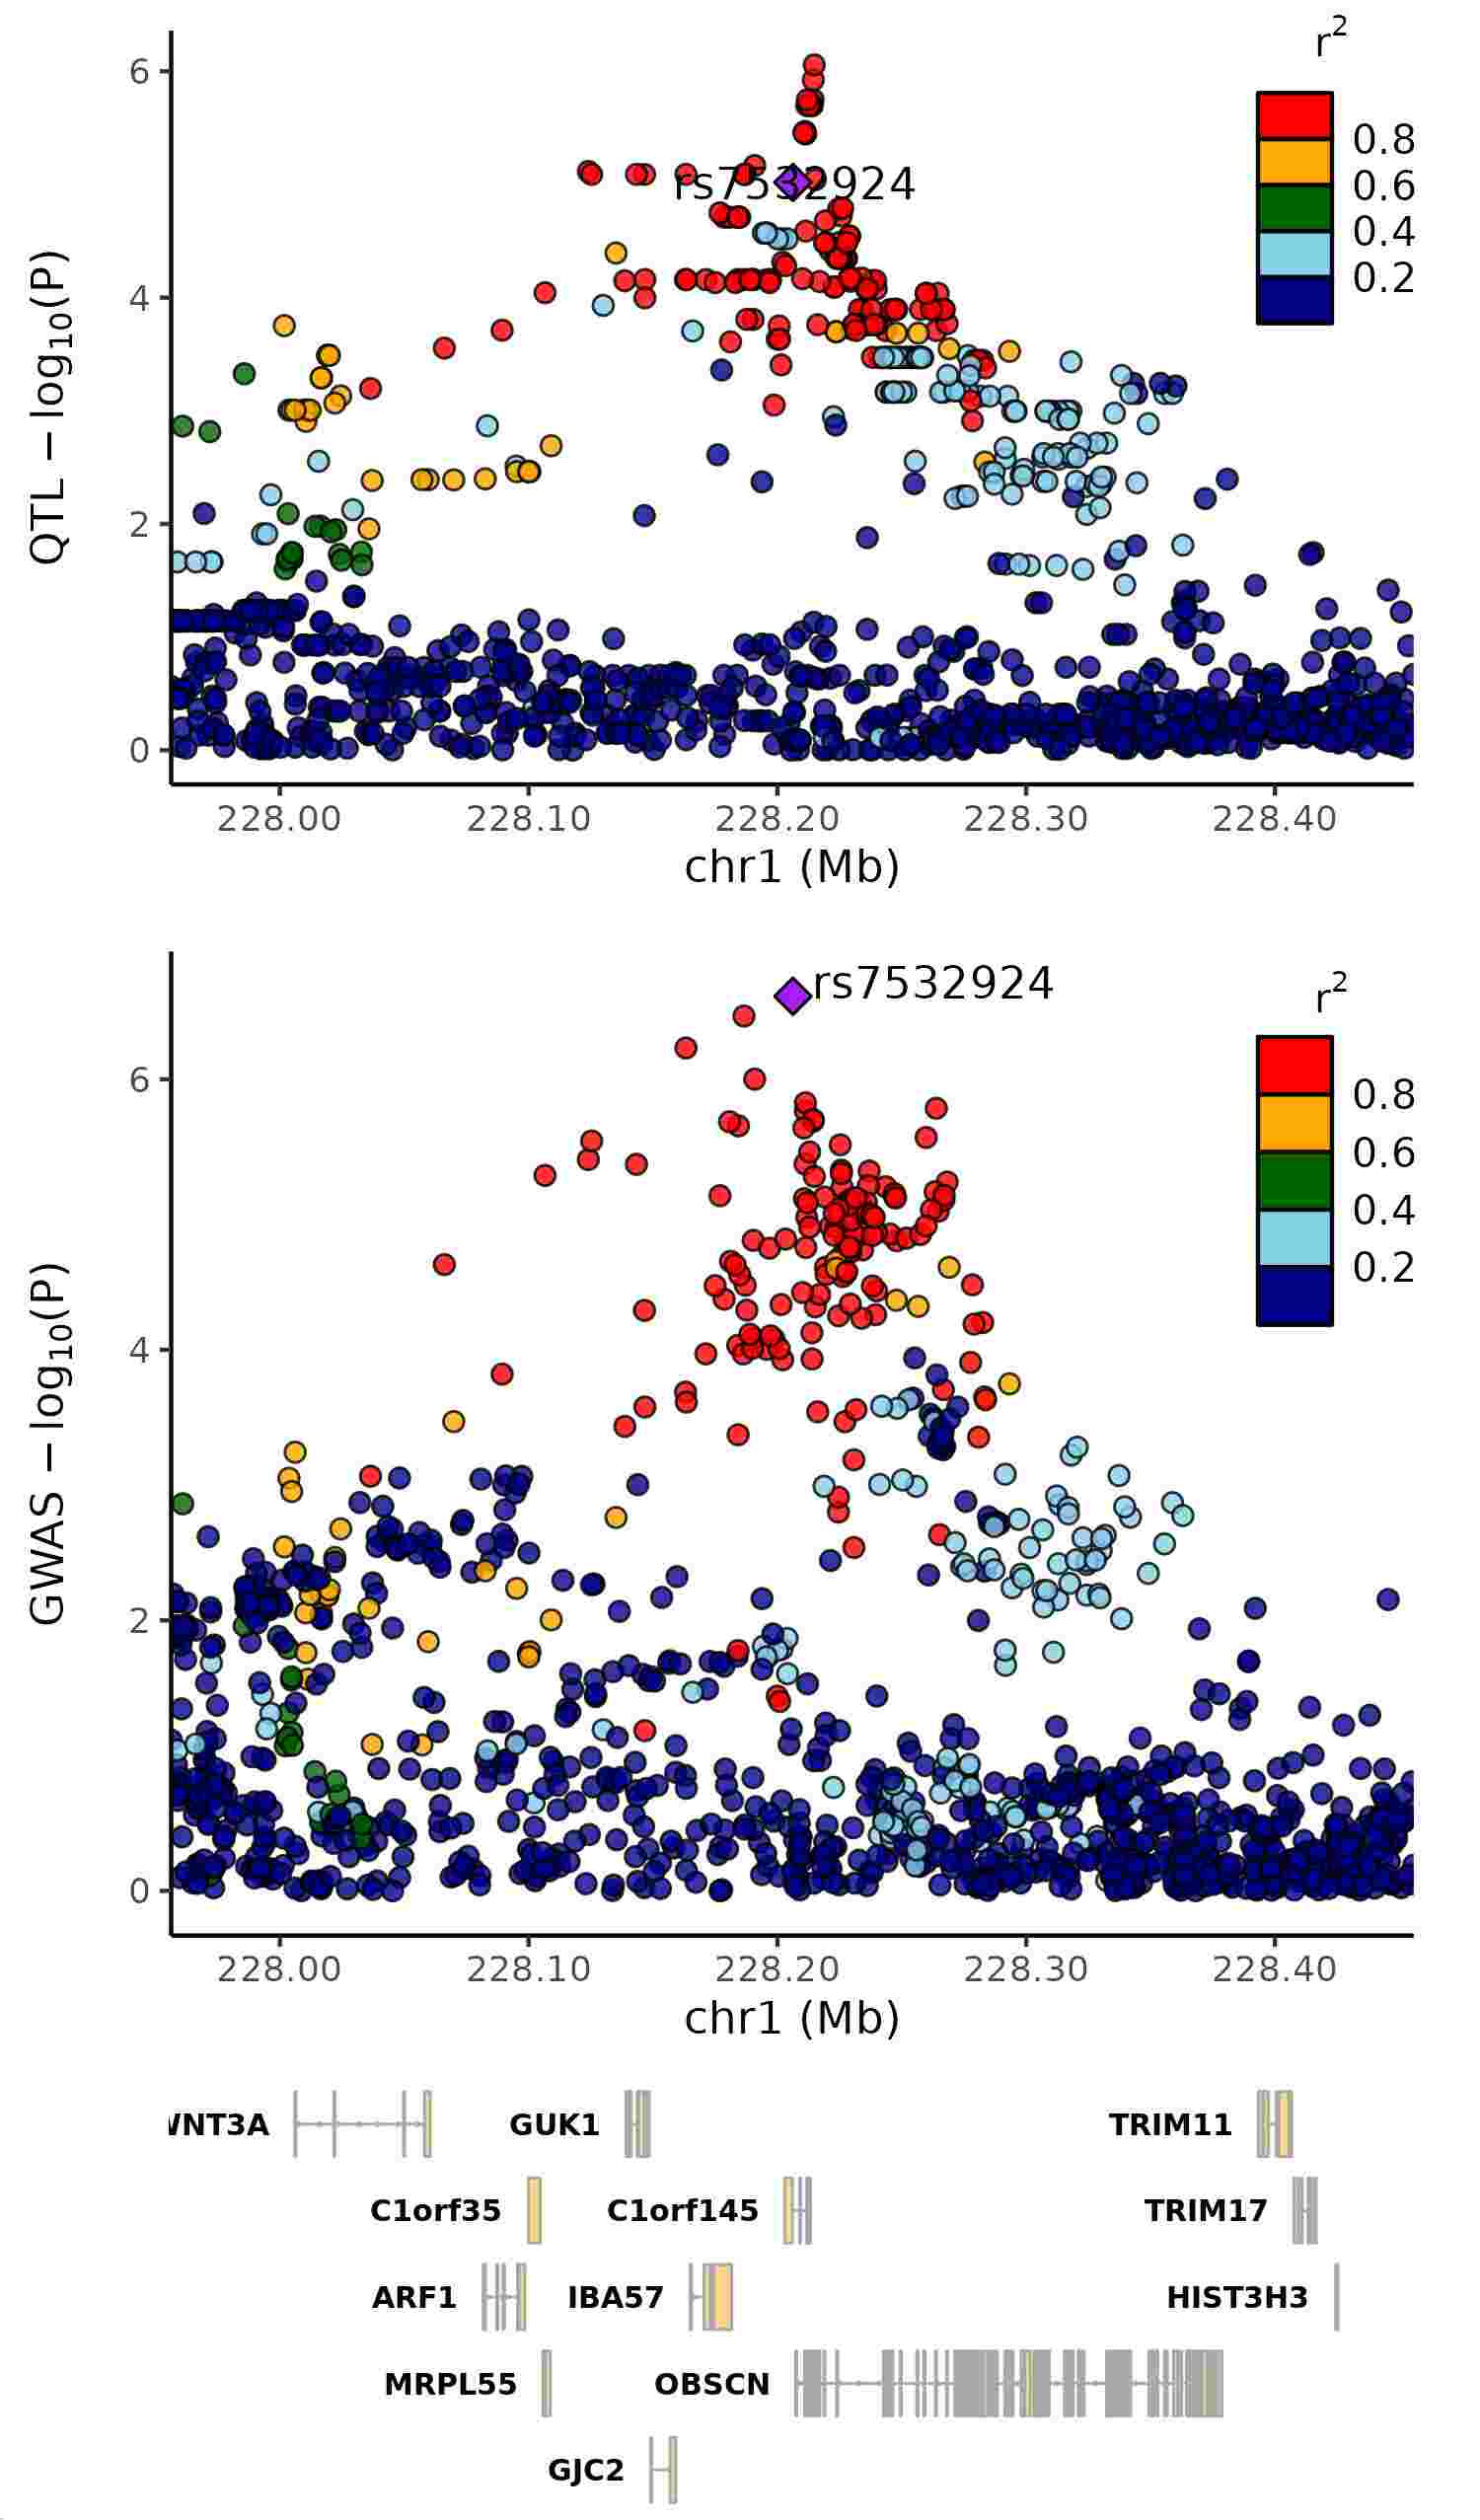 r2
6
4
2
0
QTL − log10(P)
rs7532924
0.8
0.6
0.4
0.2
228.00 228.10 228.20 228.30 228.40
chr1 (Mb)
rs7532924
r2
6
4
2
0
GWAS − log10(P)
0.8
0.6
0.4
0.2
228.00 228.10 228.20 228.30 228.40
chr1 (Mb)
WNT3A GUK1 TRIM11
C1orf35 C1orf145 TRIM17
ARF1 IBA57 HIST3H3
MRPL55 OBSCN
GJC2